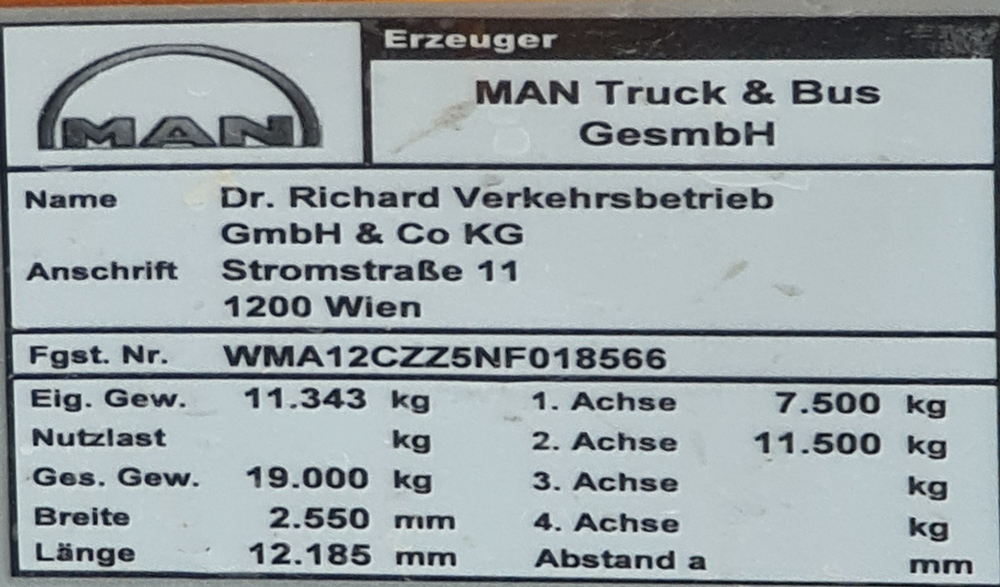 MAN
Erzeuger
MAN Truck & Bus
GesmbH
Name Dr. Richard Verkehrsbetrieb
GmbH & Co KG
Anschrift Stromstraße 11
1200 Wien
Fgst. Nr. WMA12CZZ5NF018566
Eig. Gew. 11.343 kg 1. Achse 7.500 kg
Nutzlast kg 2. Achse 11.500 kg
Ges. Gew. 19.000 kg 3. Achse kg
Breite 2.550 mm 4. Achse kg
Länge 12.185 mm Abstand a mm